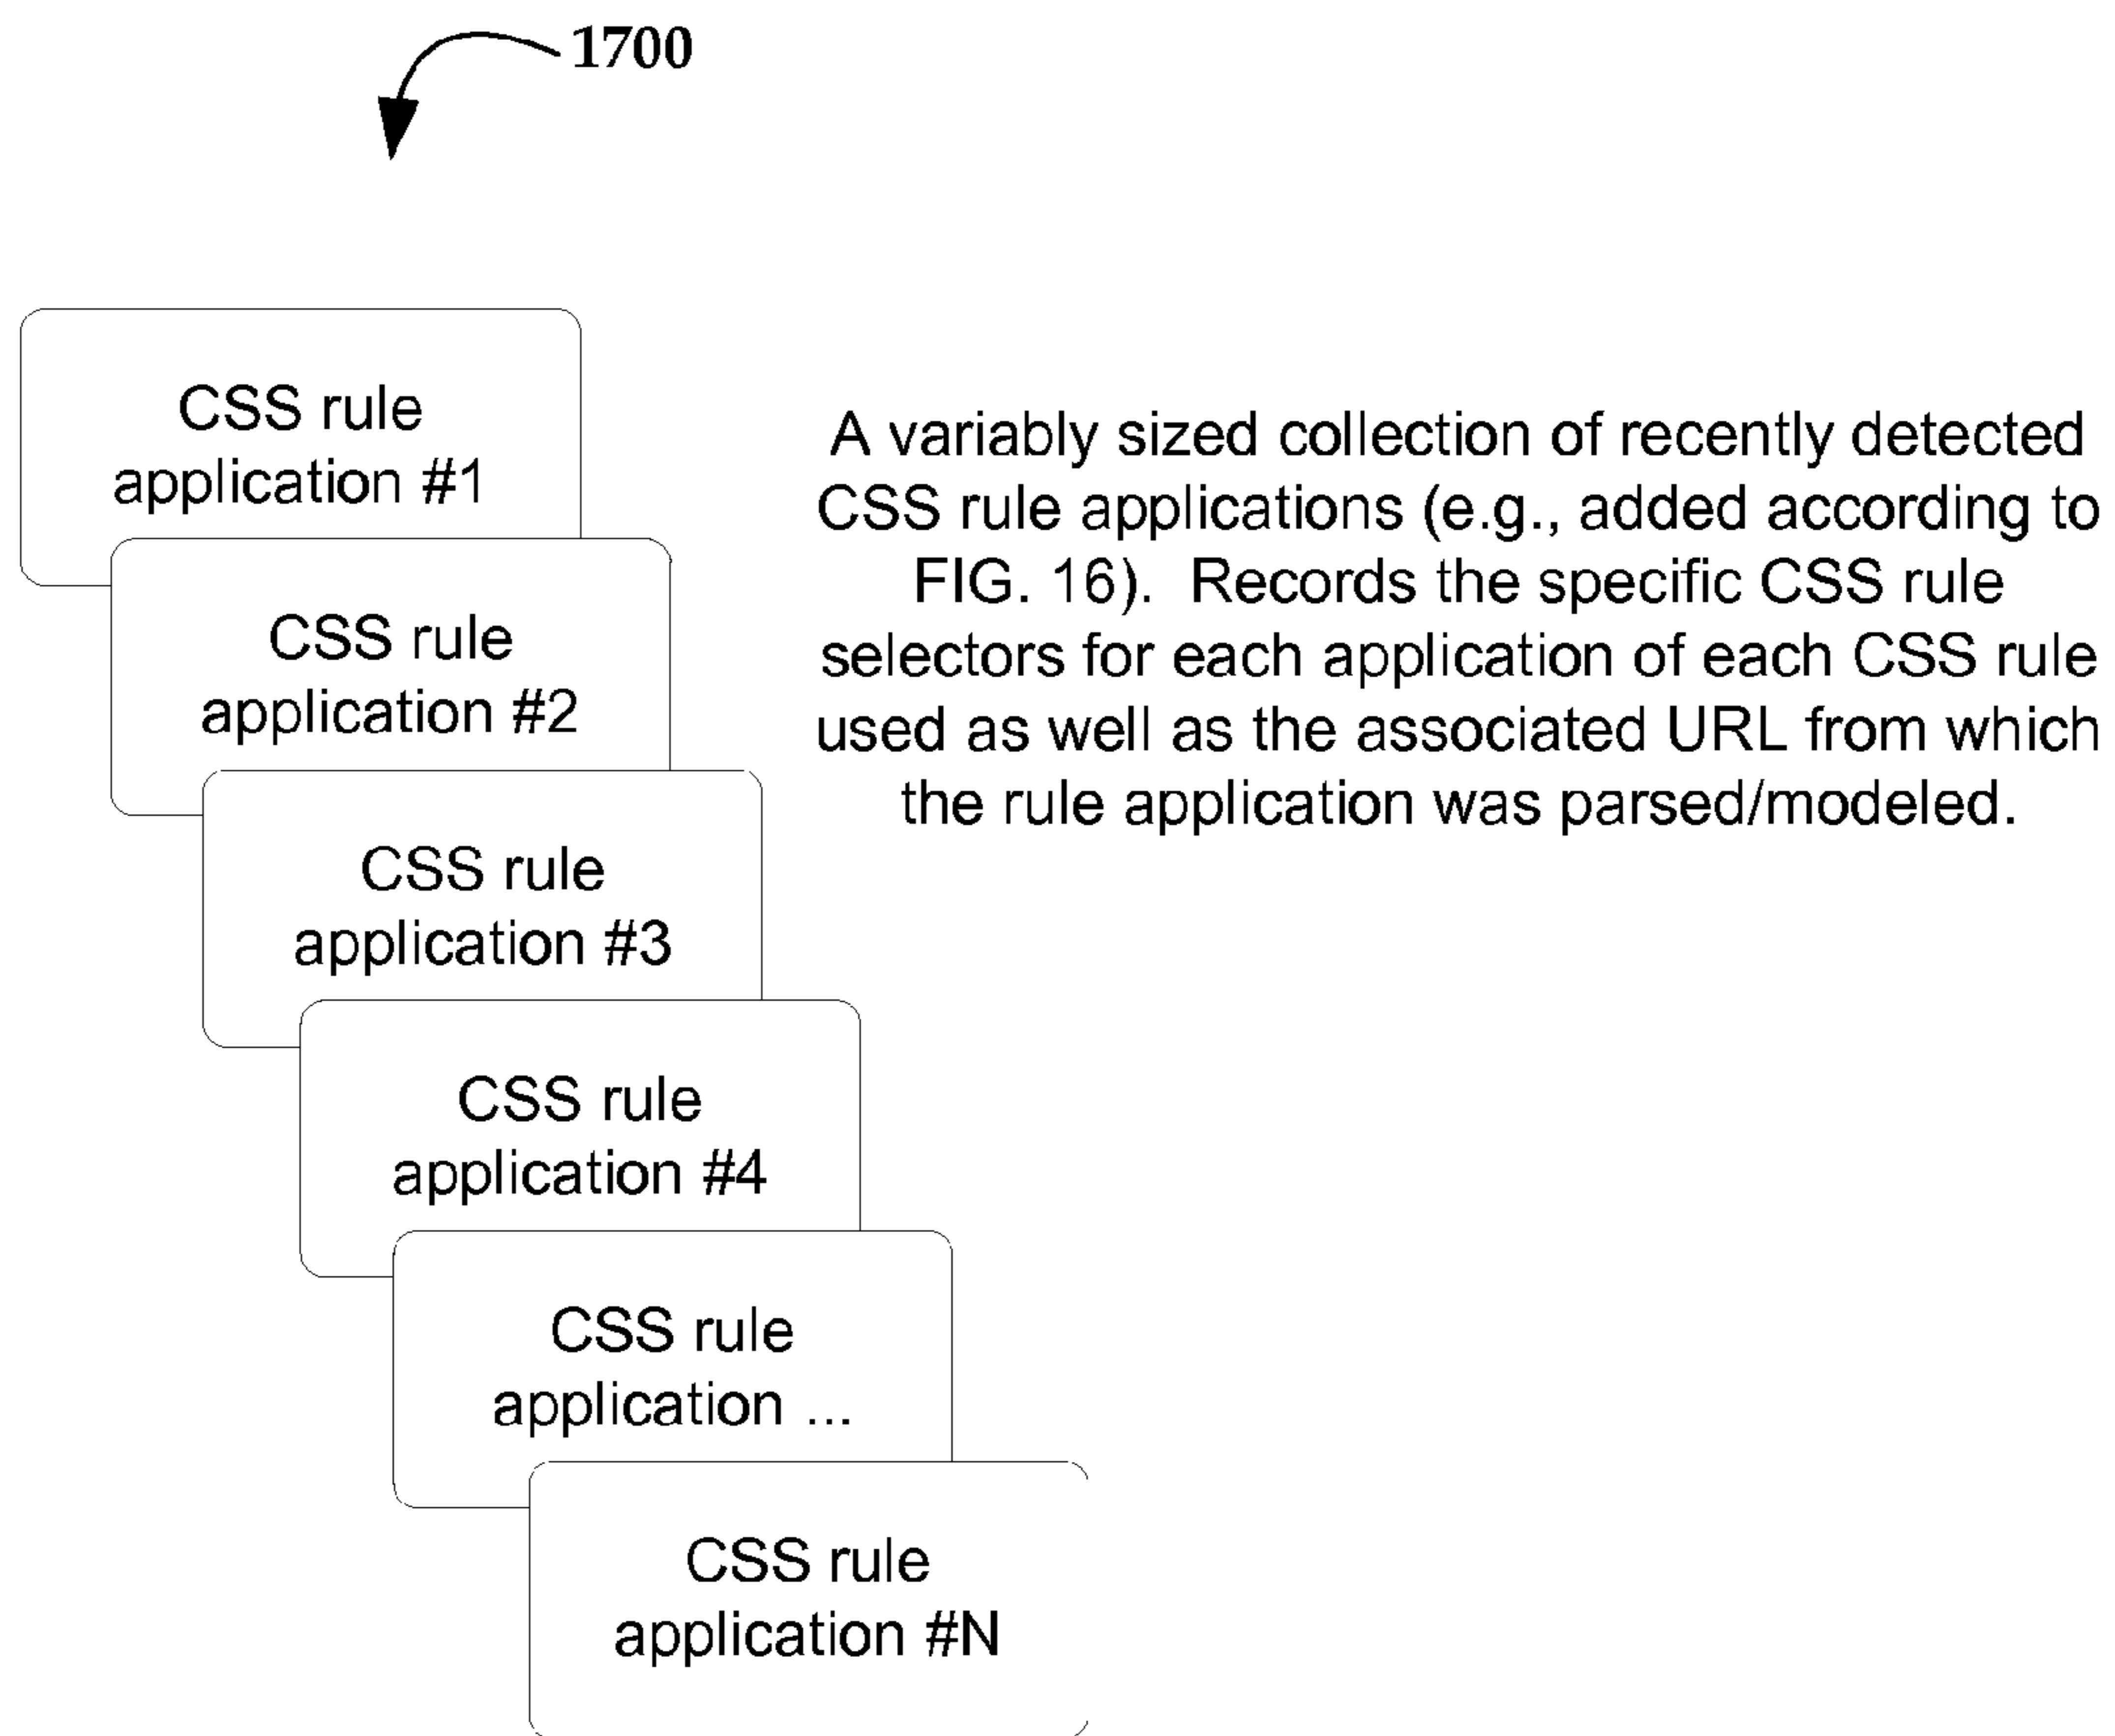 1700
CSS rule
application #1
CSS rule
application #2
CSS rule
application #3
CSS rule
application #4
CSS rule
application ...
CSS rule
application #N
A variably sized collection of recently detected
CSS rule applications (e.g., added according to
FIG. 16).  Records the specific CSS rule
selectors for each application of each CSS rule
used as well as the associated URL from which
the rule application was parsed/modeled.